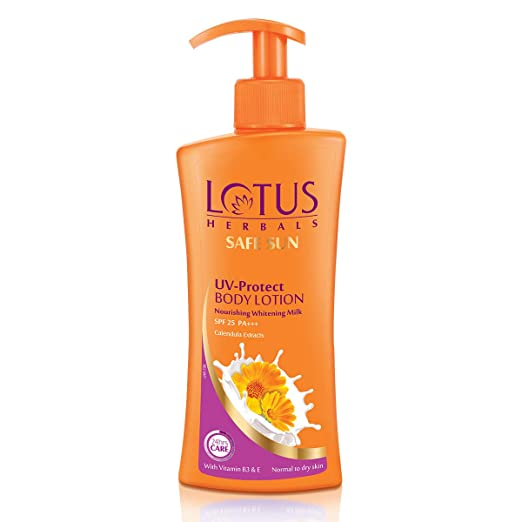 LOTUS
HERBALS
SAFE SUN
UV-Protect
BODY LOTION
Nourishing Whitening Milk
SPF 25 PA+++
Calendula Extracts
24HRS
CARE
With Vitamin B3 & E
Normal to dry skin